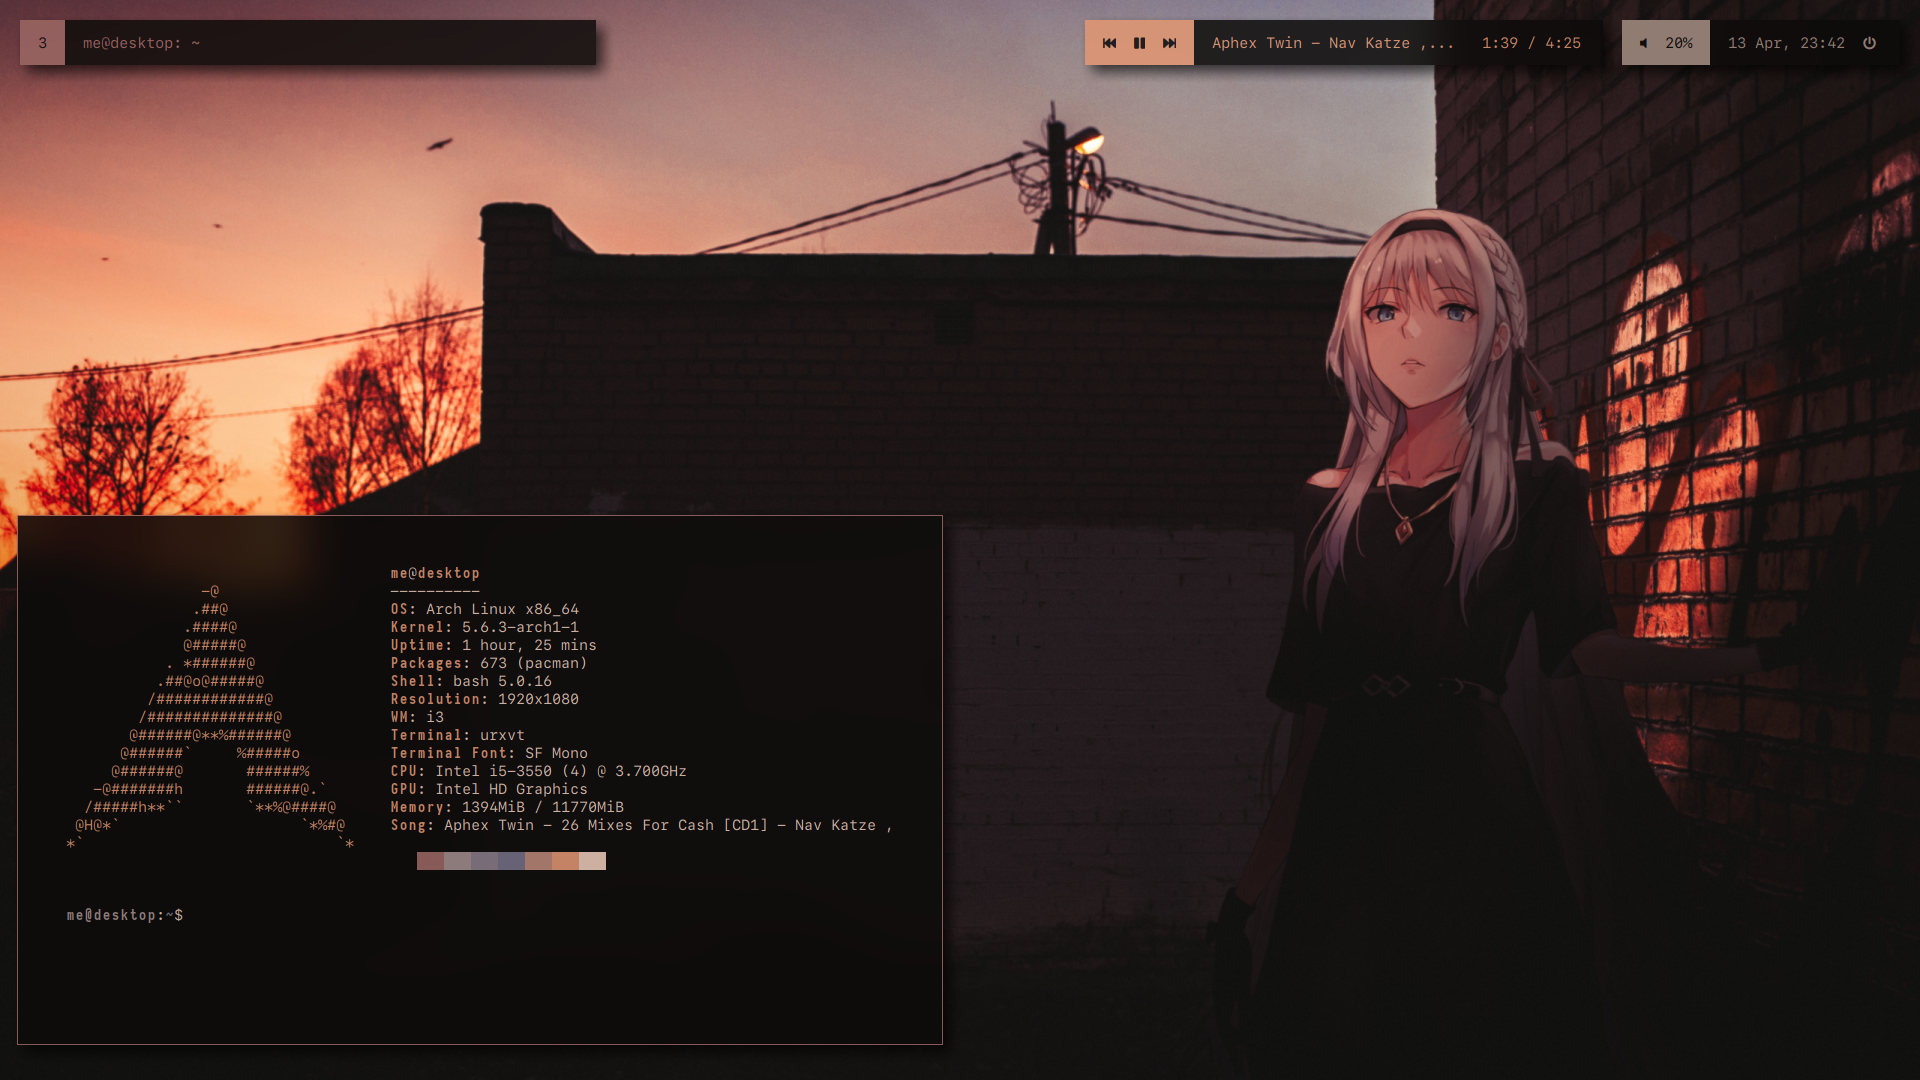 3 me@desktop: ~
Aphex Twin – Nav Katze ,... 1:39 / 4:25
20% 13 Apr, 23:42
me@desktop
––––––––––
OS: Arch Linux x86_64
Kernel: 5.6.3–arch1–1
Uptime: 1 hour, 25 mins
Packages: 673 (pacman)
Shell: bash 5.0.16
Resolution: 1920x1080
WM: i3
Terminal: urxvt
Terminal Font: SF Mono
CPU: Intel i5–3550 (4) @ 3.700GHz
GPU: Intel HD Graphics
Memory: 1394MiB / 11770MiB
Song: Aphex Twin – 26 Mixes For Cash [CD1] – Nav Katze ,
–@
.##@
.####@
@#####@
. *######@
.##@o@#####@
/############@
/##############@
@######@**%######@
@######` %#####o
@######@ ######%
–@#######h ######@.`
/#####h**`` `**%@####@
@H@*` `*%#@
*` `*
me@desktop:~$